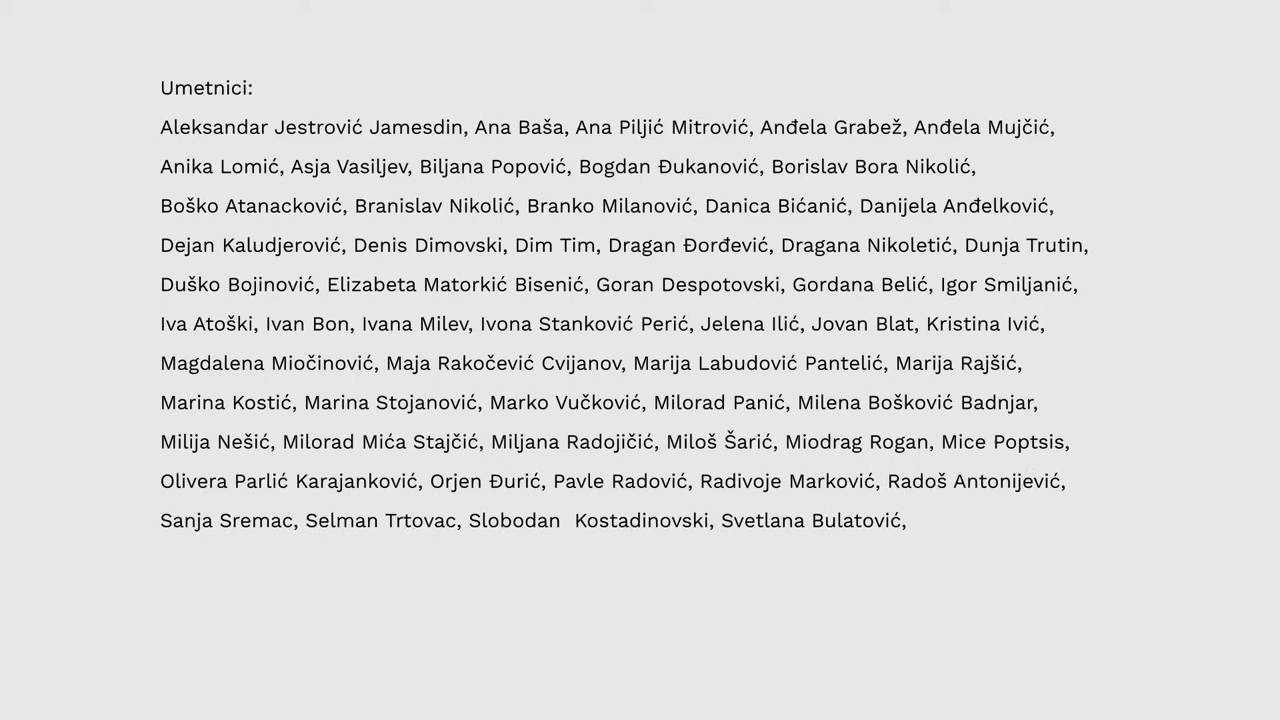 Umetnici:
Aleksandar Jestrović Jamesdin, Ana Baša, Ana Piljić Mitrović, Anđela Grabež, Anđela Mujčić,
Anika Lomić, Asja Vasiljev, Biljana Popović, Bogdan Đukanović, Borislav Bora Nikolić,
Boško Atanacković, Branislav Nikolić, Branko Milanović, Danica Bićanić, Danijela Anđelković,
Dejan Kaludjerović, Denis Dimovski, Dim Tim, Dragan Đorđević, Dragana Nikoletić, Dunja Trutin,
Duško Bojinović, Elizabeta Matorkić Bisenić, Goran Despotovski, Gordana Belić, Igor Smiljanić,
Iva Atoški, Ivan Bon, Ivana Milev, Ivona Stanković Perić, Jelena Ilić, Jovan Blat, Kristina Ivić,
Magdalena Miočinović, Maja Rakočević Cvijanov, Marija Labudović Pantelić, Marija Rajšić,
Marina Kostić, Marina Stojanović, Marko Vučković, Milorad Panić, Milena Bošković Badnjar,
Milija Nešić, Milorad Mića Stajčić, Miljana Radojičić, Miloš Šarić, Miodrag Rogan, Mice Poptsis,
Olivera Parlić Karajanković, Orjen Đurić, Pavle Radović, Radivoje Marković, Radoš Antonijević,
Sanja Sremac, Selman Trtovac, Slobodan  Kostadinovski, Svetlana Bulatović,